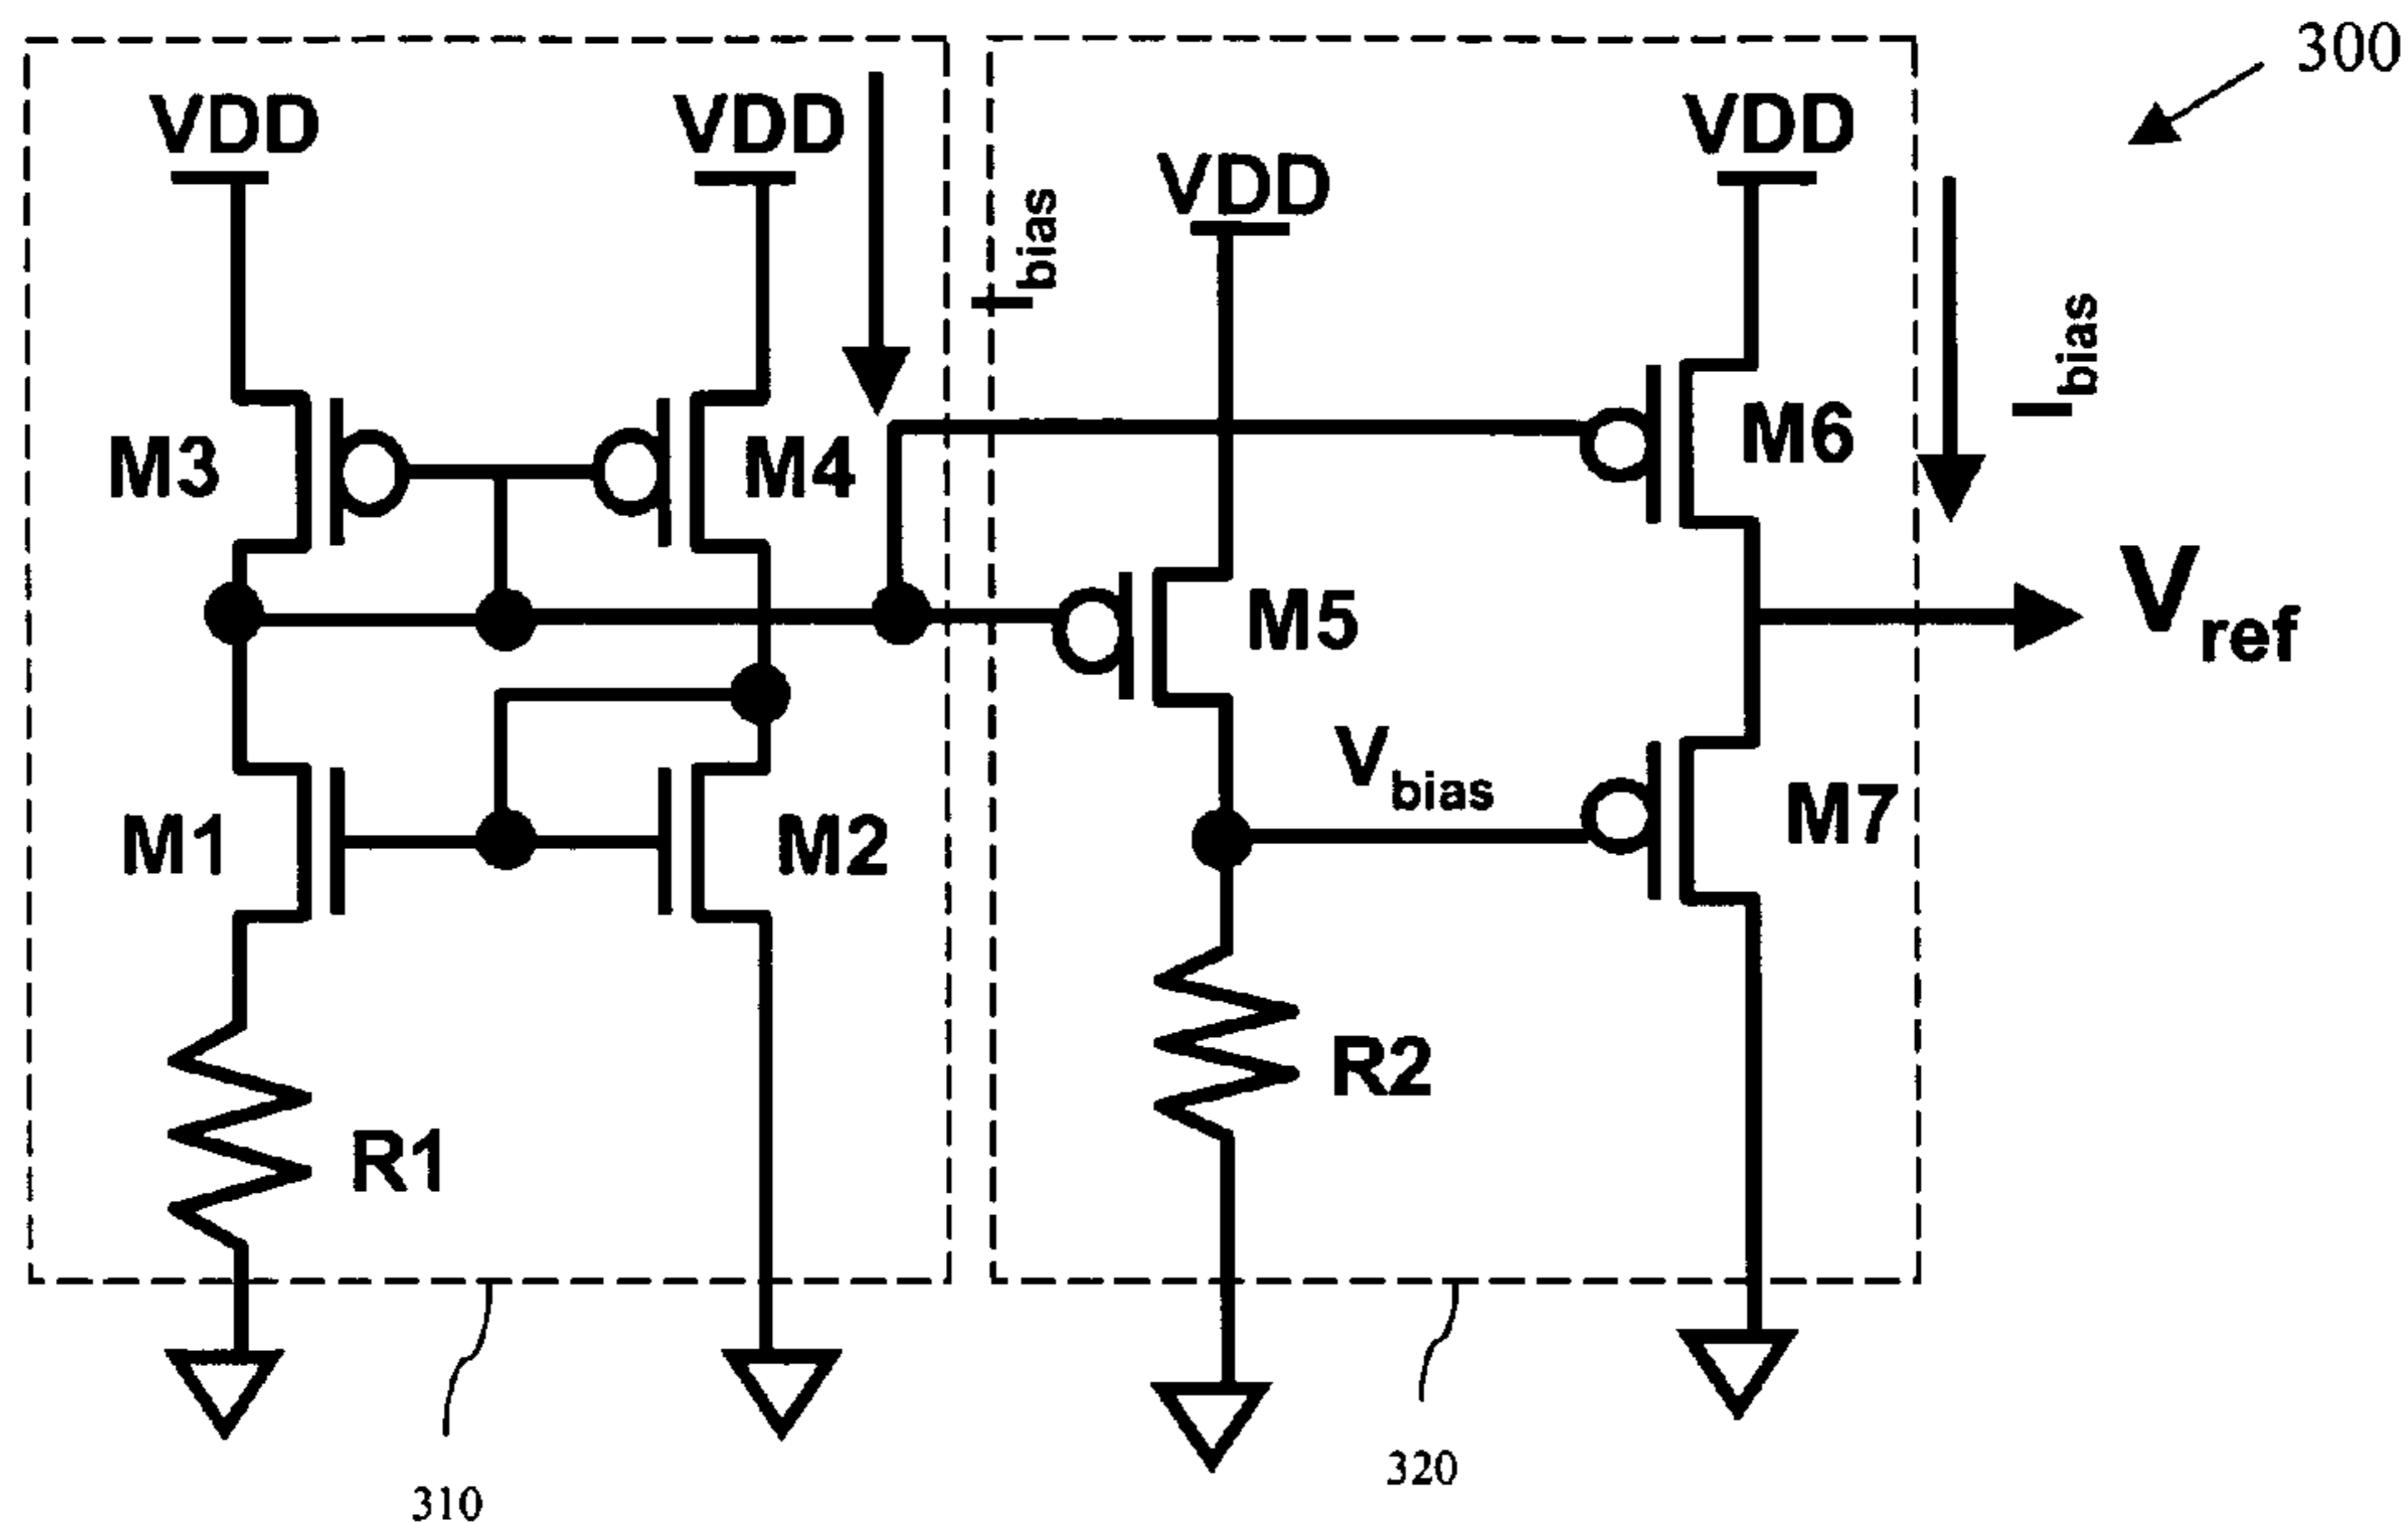 300
VDD
VDD
VDD
VDD
Ibias
Ibias
M3
M4
M6
M5
Vref
Vbias
M1
M2
M7
R2
R1
310
320